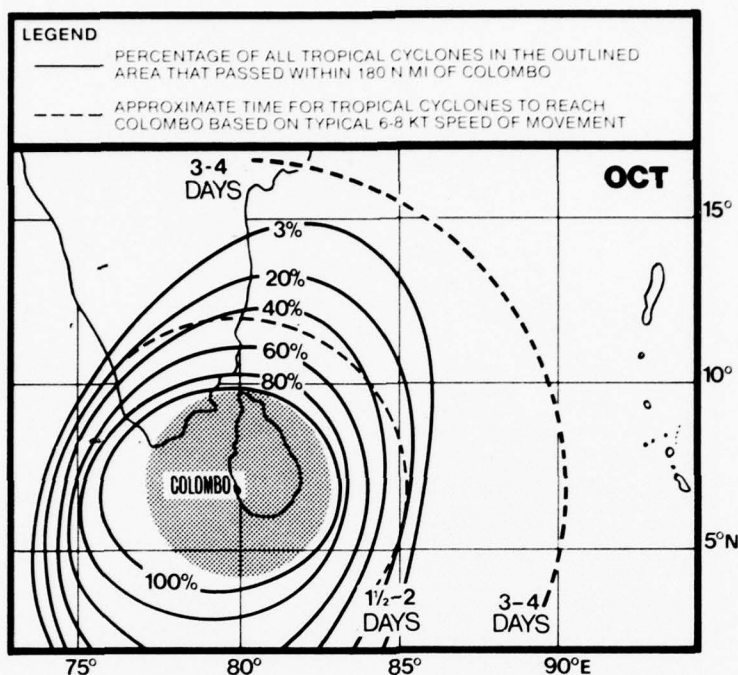 LEGEND
PERCENTAGE OF ALL TROPICAL CYCLONES IN THE OUTLINED
AREA THAT PASSED WITHIN 180 N MI OF COLOMBO
APPROXIMATE TIME FOR TROPICAL CYCLONES TO REACH
COLOMBO BASED ON TYPICAL 6-8 KT SPEED OF MOVEMENT
3-4
DAYS
OCT
15°
3%
20%
40%
60%
80%
10°
COLOMBO
5°N
100%
1½-2
DAYS
3-4
DAYS
75°
80°
85°
90°E